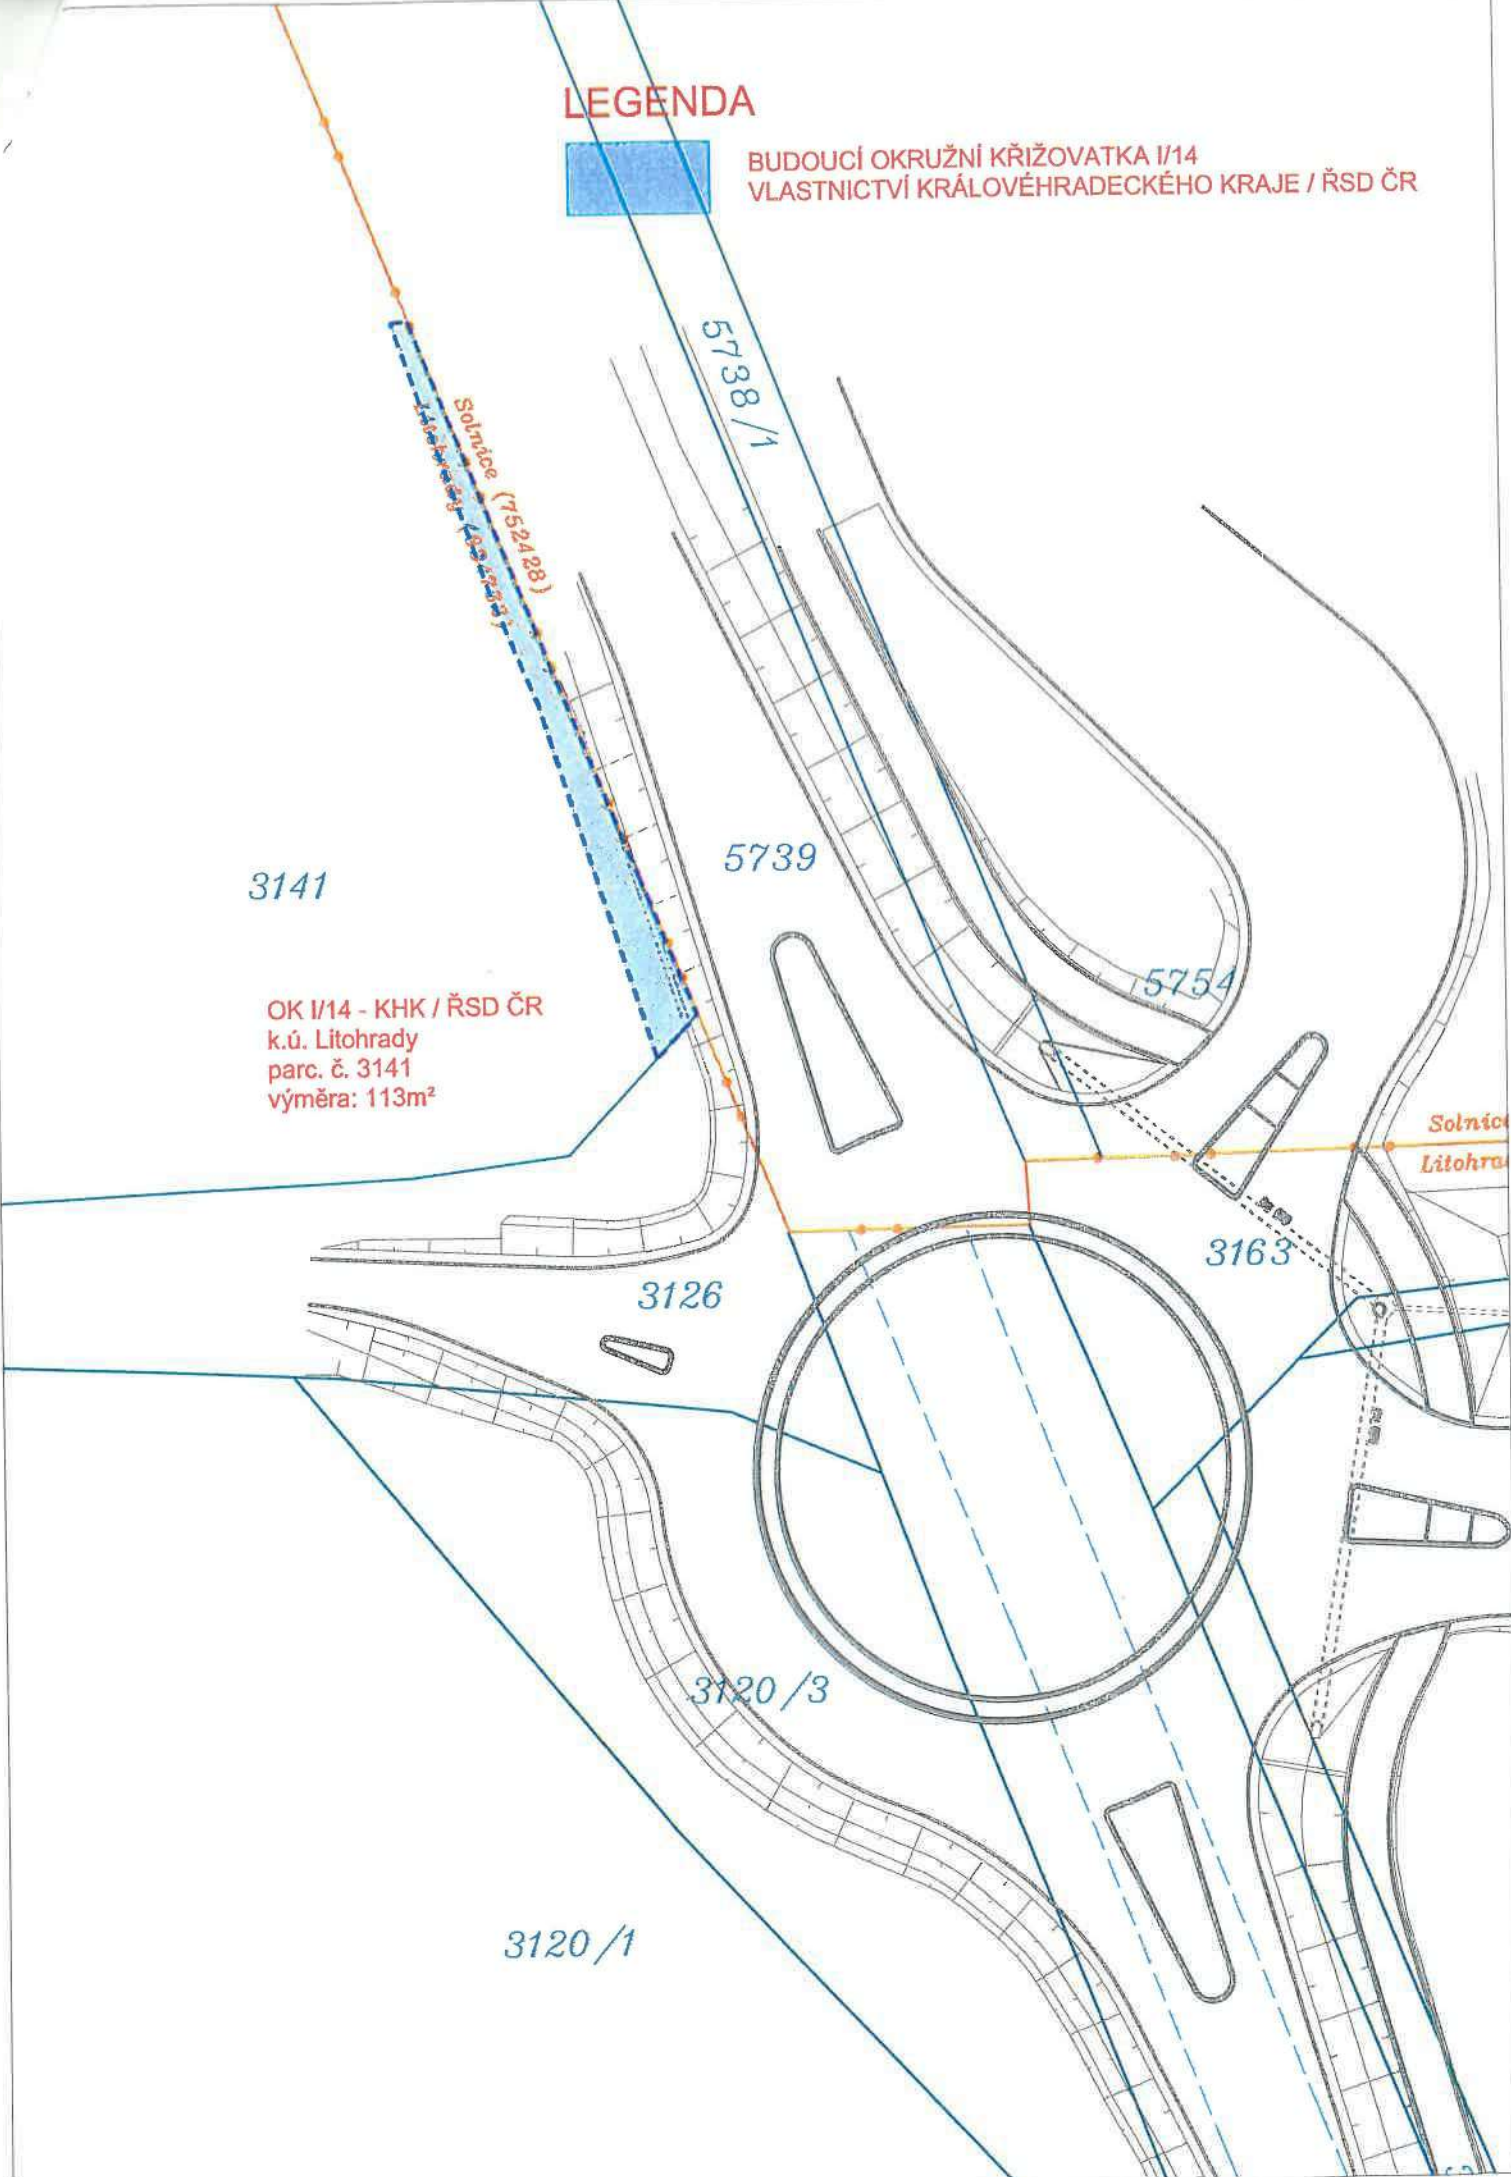 LEGENDA
BUDOUCÍ OKRUŽNÍ KŘIŽOVATKA I/14
VLASTNICTVÍ KRÁLOVÉHRADECKÉHO KRAJE / ŘSD ČR
5738/1
Solnice (752428)
5739
3141
5754
OK I/14 - KHK / ŘSD ČR
k.ú. Litohrady
parc. č. 3141
výměra: 113m²
3163
3126
3120/3
3120/1